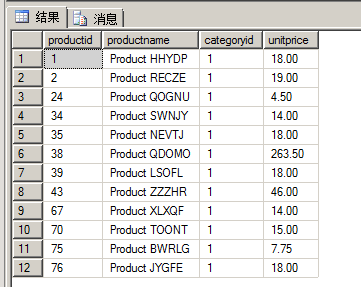 结果 消息
productid productname categoryid unitprice
1 1 Product HHYDP 1 18.00
2 2 Product RECZE 1 19.00
3 24 Product QOGNU 1 4.50
4 34 Product SWNJY 1 14.00
5 35 Product NEVTJ 1 18.00
6 38 Product QDOMO 1 263.50
7 39 Product LSOFL 1 18.00
8 43 Product ZZZHR 1 46.00
9 67 Product XLXQF 1 14.00
10 70 Product TOONT 1 15.00
11 75 Product BWRLG 1 7.75
12 76 Product JYGFE 1 18.00